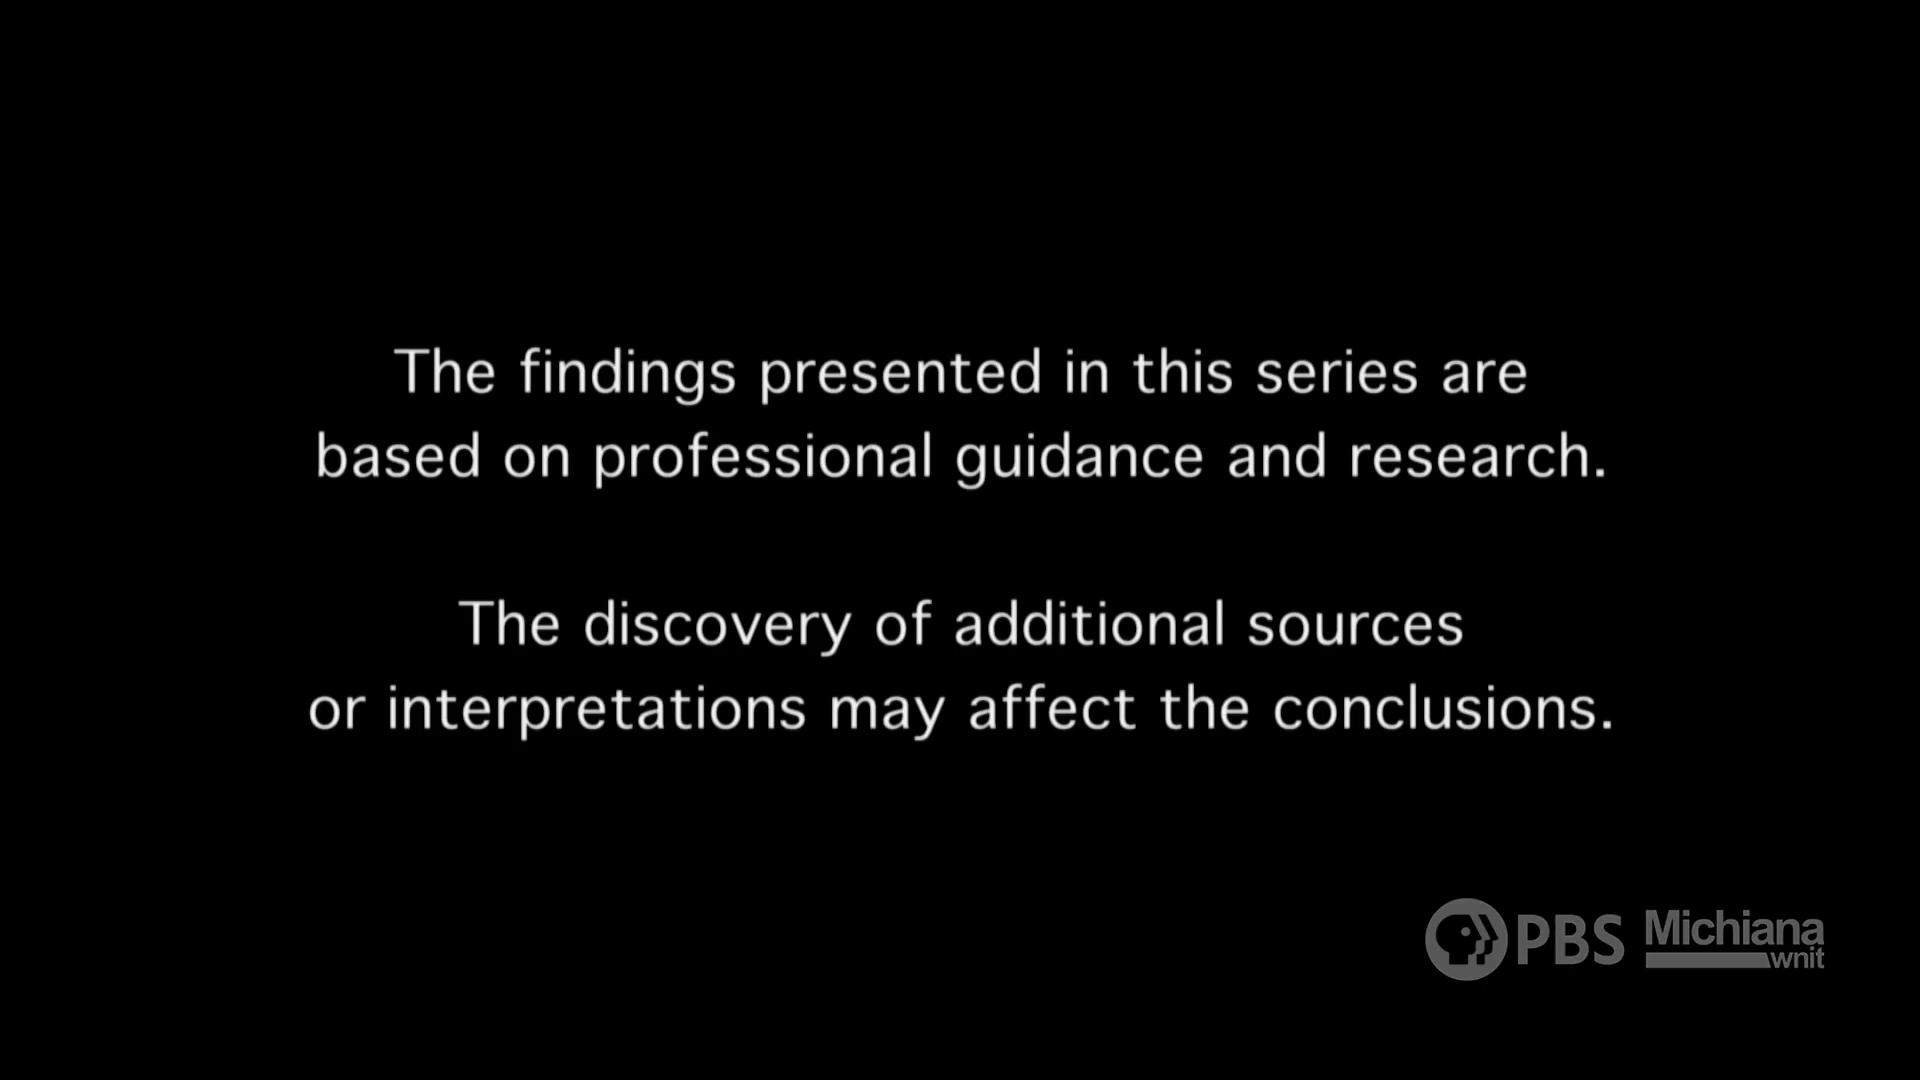 The findings presented in this series are
based on professional guidance and research.
The discovery of additional sources
or interpretations may affect the conclusions.
PBS Michiana
wnit